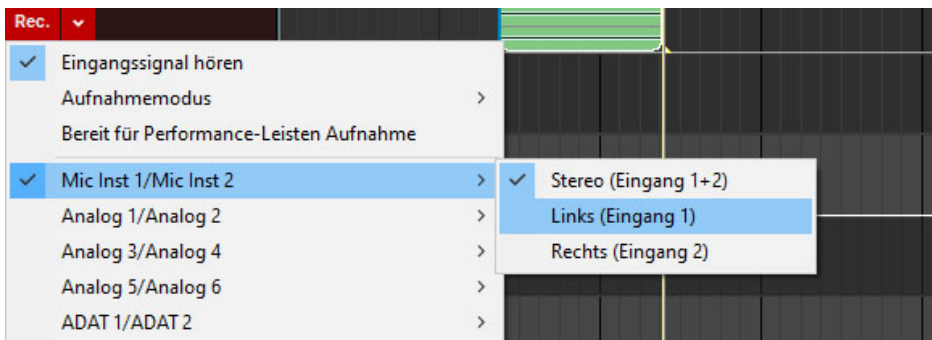 Rec.
Eingangssignal hören
Aufnahmemodus
Bereit für Performance-Leisten Aufnahme
Mic Inst 1/Mic Inst 2
Stereo (Eingang 1+2)
Analog 1/Analog 2
Links (Eingang 1)
Analog 3/Analog 4
Rechts (Eingang 2)
Analog 5/Analog 6
ADAT 1/ADAT 2